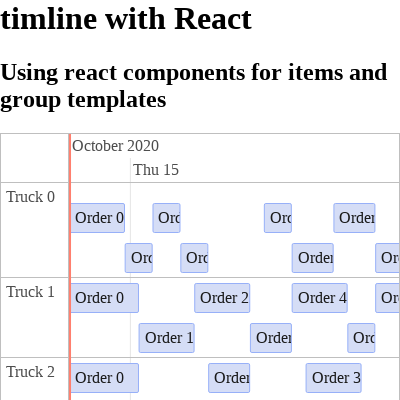 timline with React
Using react components for items and
group templates
October 2020
Thu 15
Truck 0
Order 0 Orc Orc Order
Orc Orc Order Or
Truck 1
Order 0 Order 2 Order 4 Or
Order 1 Order Orc
Truck 2
Order 0 Order Order 3